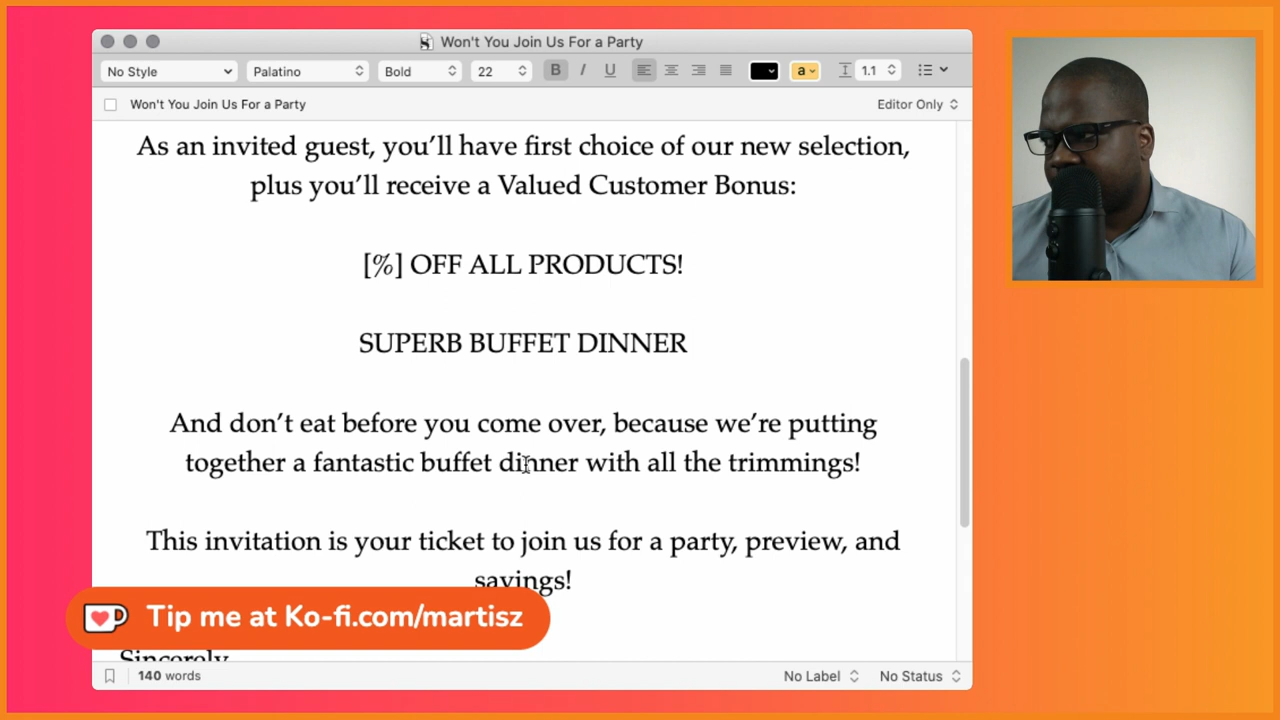 Won't You Join Us For a Party
No Style Palatino Bold 22 B I U a 1.1
Won't You Join Us For a Party Editor Only
As an invited guest, you’ll have first choice of our new selection,
plus you’ll receive a Valued Customer Bonus:
[%] OFF ALL PRODUCTS!
SUPERB BUFFET DINNER
And don’t eat before you come over, because we’re putting
together a fantastic buffet dinner with all the trimmings!
This invitation is your ticket to join us for a party, preview, and
savings!
Tip me at Ko-fi.com/martisz
Sincerely
140 words No Label No Status